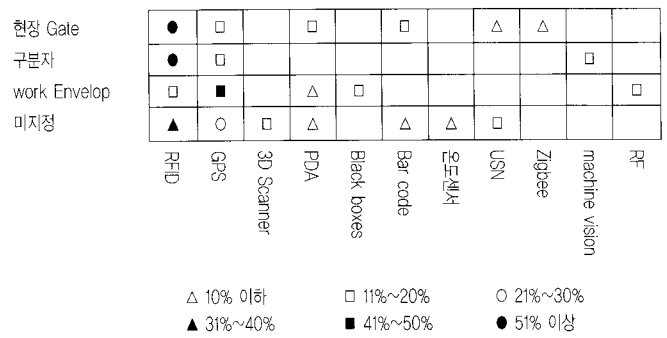 현장 Gate ● □ □ □ △ △
구분자 ● □ □
work Envelop □ ■ △ □ □
미지정 ▲ ○ □ △ △ △ □
RFID GPS 3D Scanner PDA Black boxes Bar code 온도센서 USN Zigbee machine vision RF
△ 10% 이하 □ 11%~20% ○ 21%~30%
▲ 31%~40% ■ 41%~50% ● 51% 이상